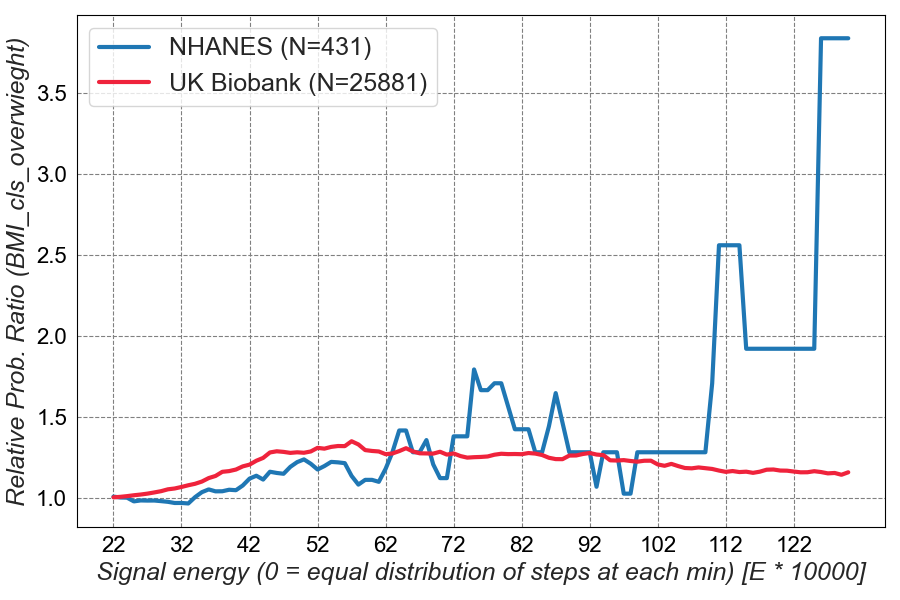 NHANES (N=431)
UK Biobank (N=25881)
Relative Prob. Ratio (BMI_cls_overwieght)
3.5
3.0
2.5
2.0
1.5
1.0
22 32 42 52 62 72 82 92 102 112 122
Signal energy (0 = equal distribution of steps at each min) [E * 10000]